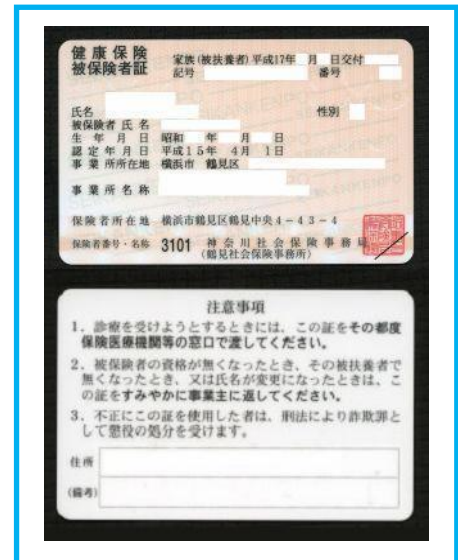 健康保険
被保険者証
家族(被扶養者) 平成17年 月 日交付
記号 番号
氏名 性別
被保険者氏名
生年月日 昭和 年 月 日
認定年月日 平成15年 4月 1日
事業所所在地 横浜市 鶴見区
事業所名称
保険者所在地 横浜市鶴見区鶴見中央4-43-4
保険者番号・名称 3101 神奈川社会保険事務局
(鶴見社会保険事務所)
注意事項
1. 診療を受けようとするときには、この証をその都度
保険医療機関等の窓口で渡してください。
2. 被保険者の資格が無くなったとき、その被扶養者で
無くなったとき、又は氏名が変更になったときは、こ
の証をすみやかに事業主に返してください。
3. 不正にこの証を使用した者は、刑法により詐欺罪と
して懲役の処分を受けます。
住所
(備考)